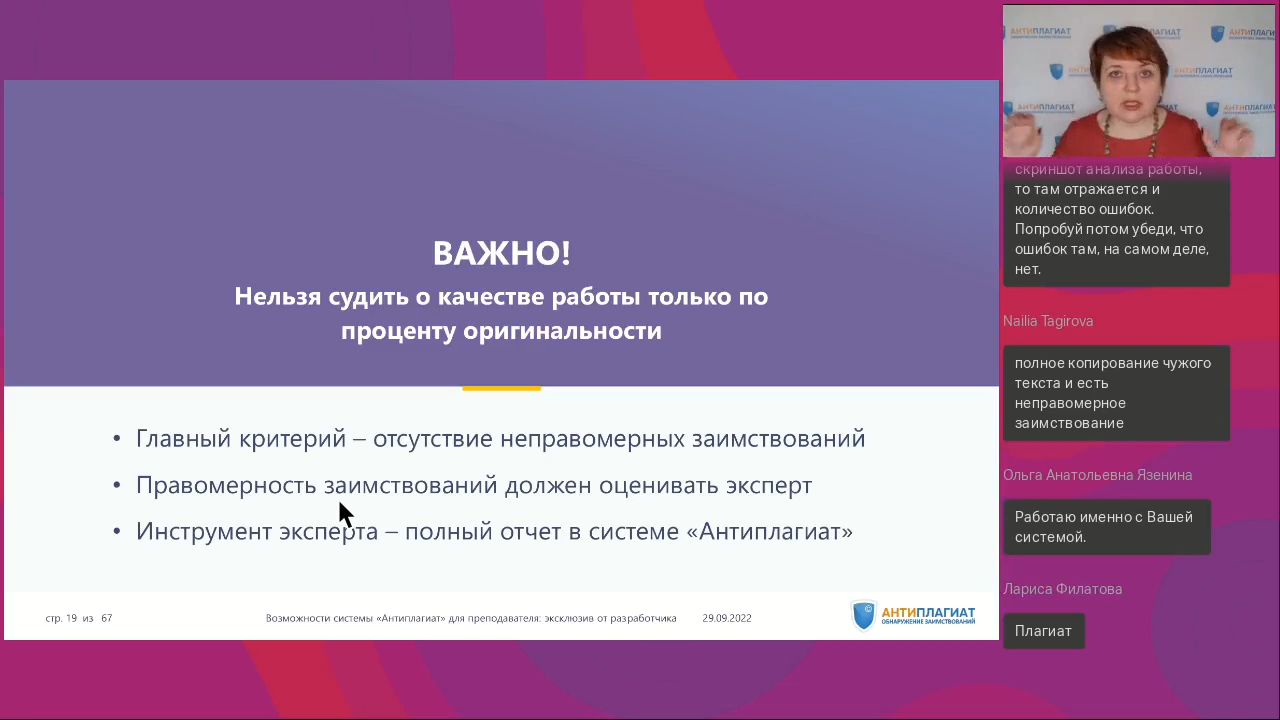 ВАЖНО!
Нельзя судить о качестве работы только по
проценту оригинальности
• Главный критерий – отсутствие неправомерных заимствований
• Правомерность заимствований должен оценивать эксперт
• Инструмент эксперта – полный отчет в системе «Антиплагиат»
стр. 19 из 67
Возможности системы «Антиплагиат» для преподавателя: эксклюзив от разработчика
29.09.2022
АНТИПЛАГИАТ
ОБНАРУЖЕНИЕ ЗАИМСТВОВАНИЙ
АНТИПЛАГИАТ
АНТИПЛАГИАТ
АНТИПЛАГИАТ
АНТИПЛАГИАТ
скриншот анализа работы,
то там отражается и
количество ошибок.
Попробуй потом убеди, что
ошибок там, на самом деле,
нет.
Nailia Tagirova
полное копирование чужого
текста и есть
неправомерное
заимствование
Ольга Анатольевна Язенина
Работаю именно с Вашей
системой.
Лариса Филатова
Плагиат